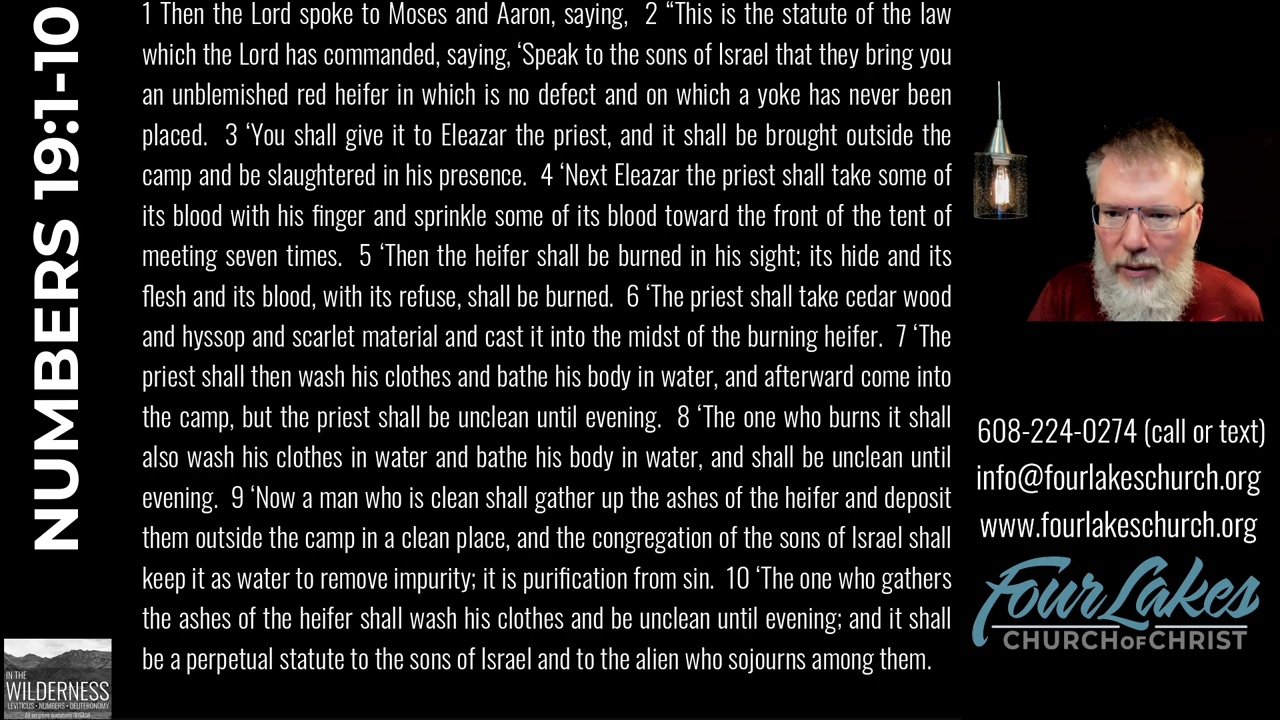 NUMBERS 19:1-10
1 Then the Lord spoke to Moses and Aaron, saying, 2 “This is the statute of the law
which the Lord has commanded, saying, ‘Speak to the sons of Israel that they bring you
an unblemished red heifer in which is no defect and on which a yoke has never been
placed. 3 ‘You shall give it to Eleazar the priest, and it shall be brought outside the
camp and be slaughtered in his presence. 4 ‘Next Eleazar the priest shall take some of
its blood with his finger and sprinkle some of its blood toward the front of the tent of
meeting seven times. 5 ‘Then the heifer shall be burned in his sight; its hide and its
flesh and its blood, with its refuse, shall be burned. 6 ‘The priest shall take cedar wood
and hyssop and scarlet material and cast it into the midst of the burning heifer. 7 ‘The
priest shall then wash his clothes and bathe his body in water, and afterward come into
the camp, but the priest shall be unclean until evening. 8 ‘The one who burns it shall
also wash his clothes in water and bathe his body in water, and shall be unclean until
evening. 9 ‘Now a man who is clean shall gather up the ashes of the heifer and deposit
them outside the camp in a clean place, and the congregation of the sons of Israel shall
keep it as water to remove impurity; it is purification from sin. 10 ‘The one who gathers
the ashes of the heifer shall wash his clothes and be unclean until evening; and it shall
be a perpetual statute to the sons of Israel and to the alien who sojourns among them.
608-224-0274 (call or text)
info@fourlakeschurch.org
www.fourlakeschurch.org
Four Lakes
CHURCH OF CHRIST
IN THE
WILDERNESS
LEVITICUS • NUMBERS • DEUTERONOMY